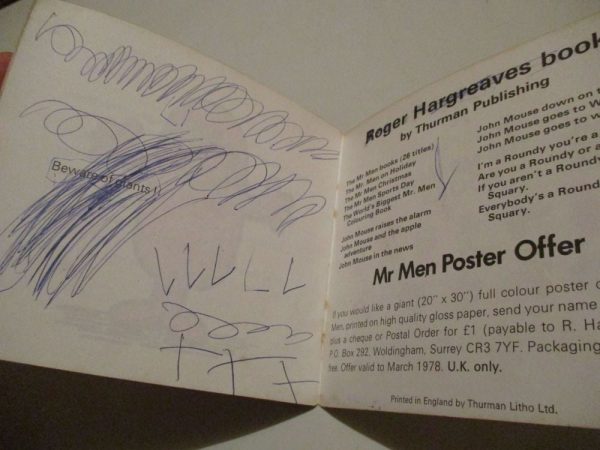 Beware of giants!
Roger Hargreaves book
by Thurman Publishing
The Mr Men books (26 titles)
The Mr. Men on Holiday
The Mr Men Christmas
The Mr Men Sports Day
The World's Biggest Mr. Men
Colouring Book
John Mouse raises the alarm
John Mouse and the apple
adventure
John Mouse in the news
John Mouse down on t
John Mouse goes to W
John Mouse goes to w
I'm a Roundy you're a
Are you a Roundy or a
If you aren't a Roundy
Squary.
Everybody's a Round
Squary.
Mr Men Poster Offer
If you would like a giant (20" x 30") full colour poster o
Men, printed on high quality glossy paper, send your name
plus a cheque or Postal Order for £1 (payable to R. Ha
P.O. Box 292, Woldingham, Surrey CR3 7YF. Packaging
free. Offer valid to March 1978. U.K. only.
Printed in England by Thurman Litho Ltd.